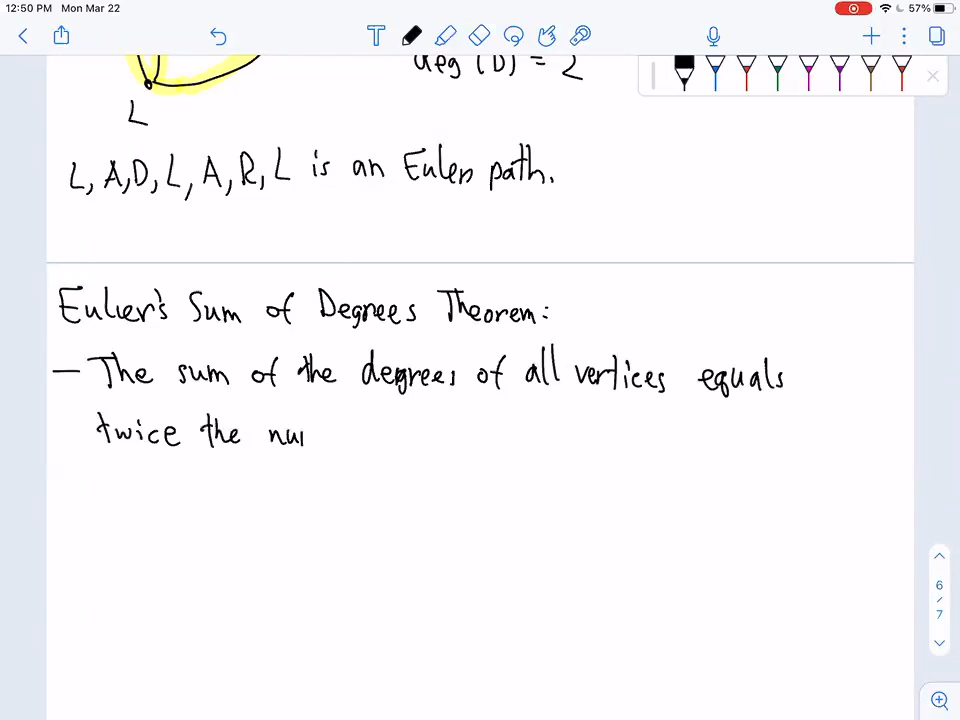 12:50 PM Mon Mar 22
57%
T
deg (D) = 2
L
L, A, D, L, A, R, L is an Euler path.
Euler's Sum of Degrees Theorem:
— The sum of the degrees of all vertices equals
twice the nu
6
/
7